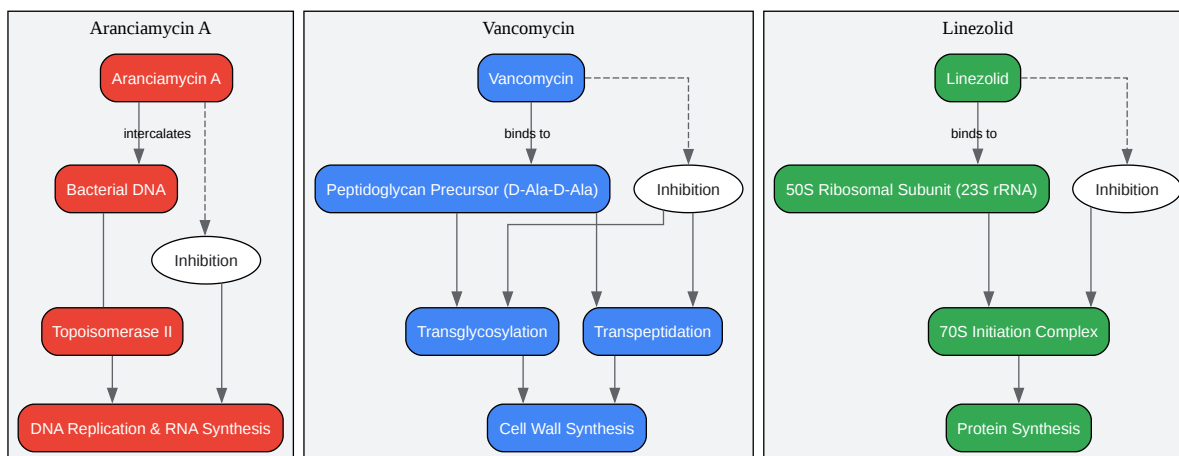 Aranciamycin A
Aranciamycin A
intercalates
Bacterial DNA
Inhibition
Topoisomerase II
DNA Replication & RNA Synthesis
Vancomycin
Vancomycin
binds to
Peptidoglycan Precursor (D-Ala-D-Ala)
Inhibition
Transglycosylation
Transpeptidation
Cell Wall Synthesis
Linezolid
Linezolid
binds to
50S Ribosomal Subunit (23S rRNA)
Inhibition
70S Initiation Complex
Protein Synthesis